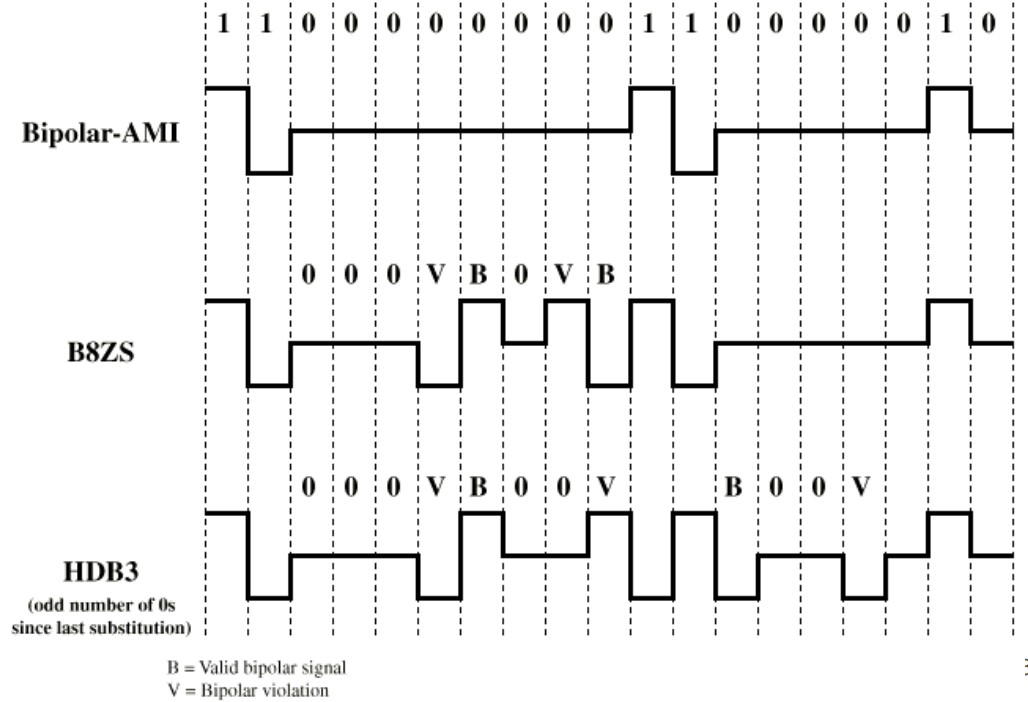 1 1 0 0 0 0 0 0 0 0 1 1 0 0 0 0 0 1 0
Bipolar-AMI
0 0 0 V B 0 V B
B8ZS
0 0 0 V B 0 0 V B 0 0 V
HDB3
(odd number of 0s
since last substitution)
B = Valid bipolar signal
V = Bipolar violation